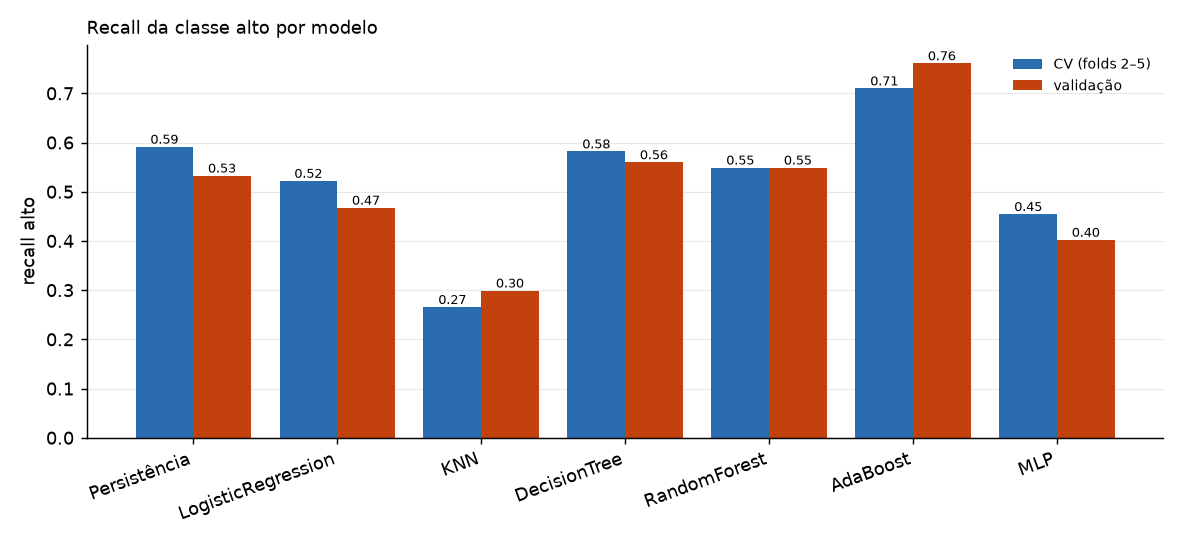 Recall da classe alto por modelo
CV (folds 2–5)
validação
recall alto
0.7
0.6
0.5
0.4
0.3
0.2
0.1
0.0
0.59
0.53
0.52
0.47
0.27
0.30
0.58
0.56
0.55
0.55
0.71
0.76
0.45
0.40
Persistência
LogisticRegression
KNN
DecisionTree
RandomForest
AdaBoost
MLP